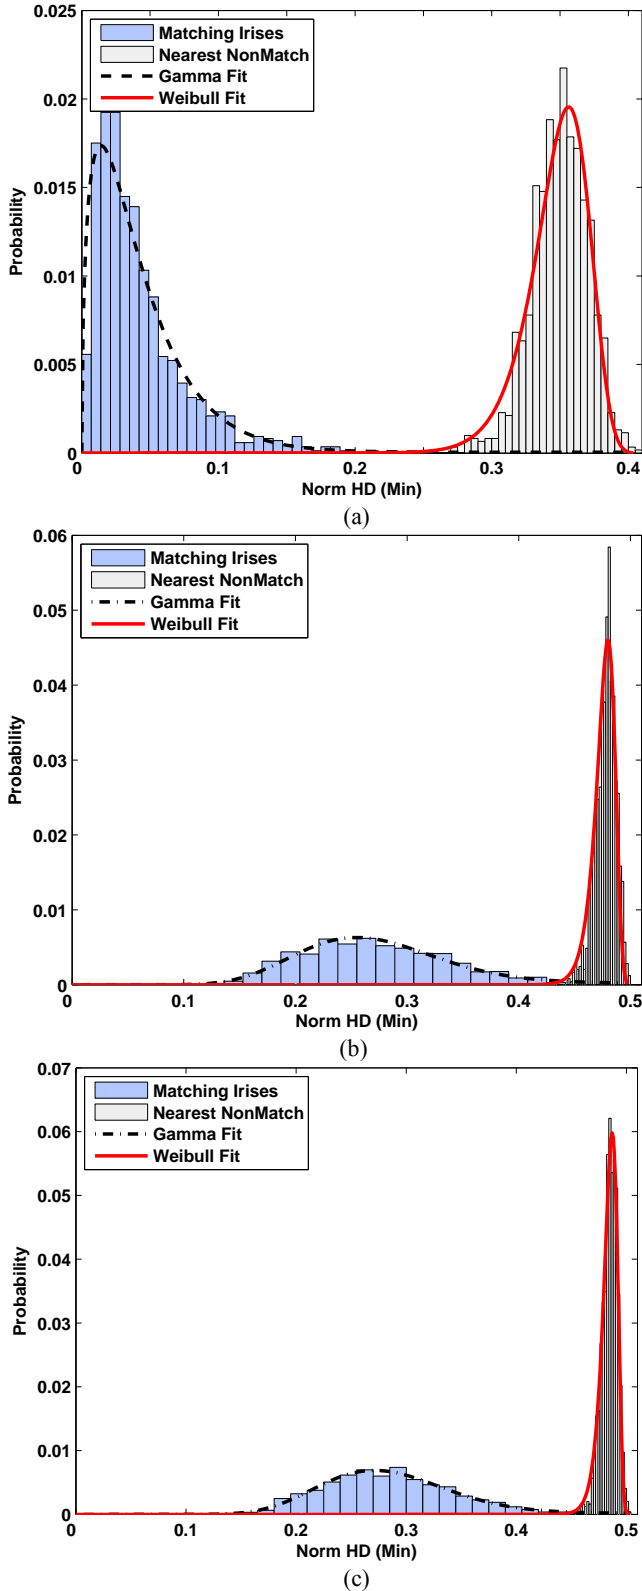 Matching Irises
Nearest NonMatch
Gamma Fit
Weibull Fit
0.025
0.02
0.015
0.01
0.005
0
Probability
0 0.1 0.2 0.3 0.4
Norm HD (Min)
(a)
Matching Irises
Nearest NonMatch
Gamma Fit
Weibull Fit
0.06
0.05
0.04
0.03
0.02
0.01
0
Probability
0 0.1 0.2 0.3 0.4 0.5
Norm HD (Min)
(b)
Matching Irises
Nearest NonMatch
Gamma Fit
Weibull Fit
0.07
0.06
0.05
0.04
0.03
0.02
0.01
0
Probability
0 0.1 0.2 0.3 0.4 0.5
Norm HD (Min)
(c)